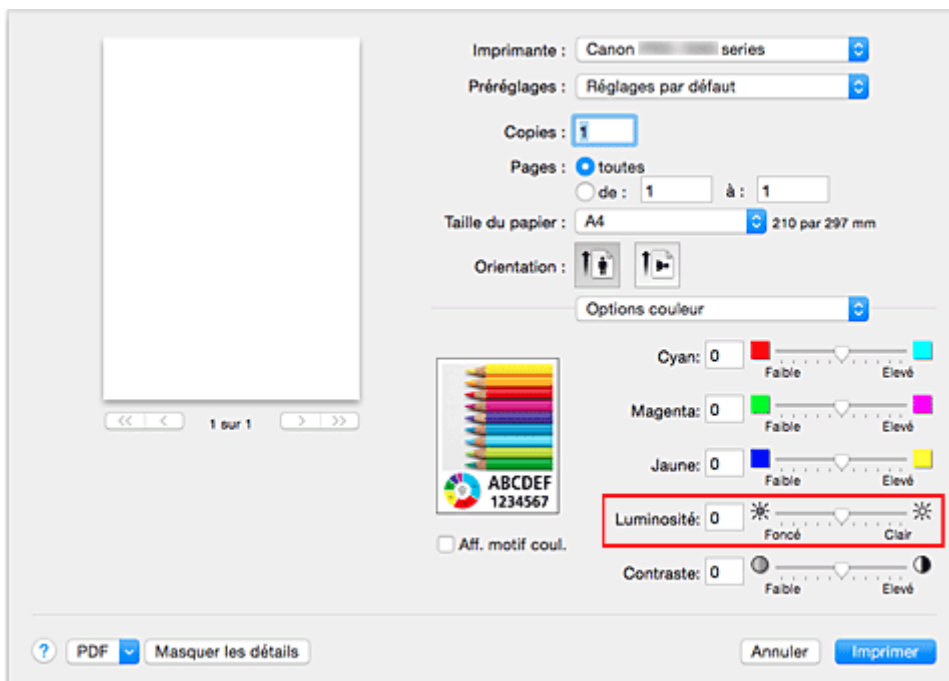 Imprimante : Canon series
Préréglages : Réglages par défaut
Copies : 1
Pages : toutes
de : 1 à : 1
Taille du papier : A4 210 par 297 mm
Orientation :
Options couleur
Cyan: 0
Faible Elevé
Magenta: 0
Faible Elevé
Jaune: 0
Faible Elevé
Luminosité: 0
Foncé Clair
Contraste: 0
Faible Elevé
ABCDEF
1234567
Aff. motif coul.
<< < 1 sur 1 > >>
? PDF Masquer les détails Annuler Imprimer